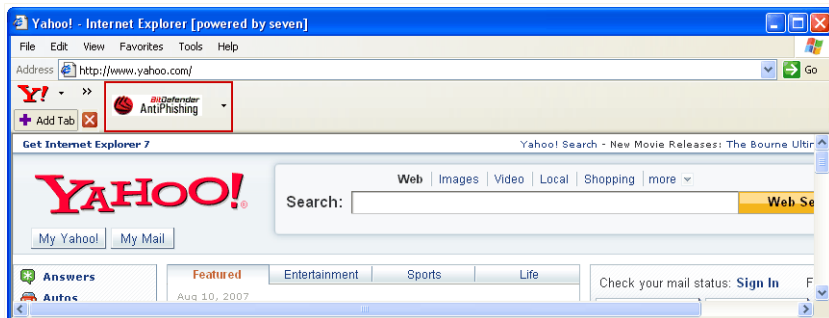 Yahoo! - Internet Explorer [powered by seven]
File Edit View Favorites Tools Help
Address http://www.yahoo.com/ Go
Y! »
BitDefender
AntiPhishing
Add Tab
Get Internet Explorer 7 Yahoo! Search - New Movie Releases: The Bourne
YAHOO!
Web Images Video Local Shopping more
Search: Web
My Yahoo! My Mail
Answers Featured Entertainment Sports Life
Check your mail status: Sign In
Autos Aug 10, 2007